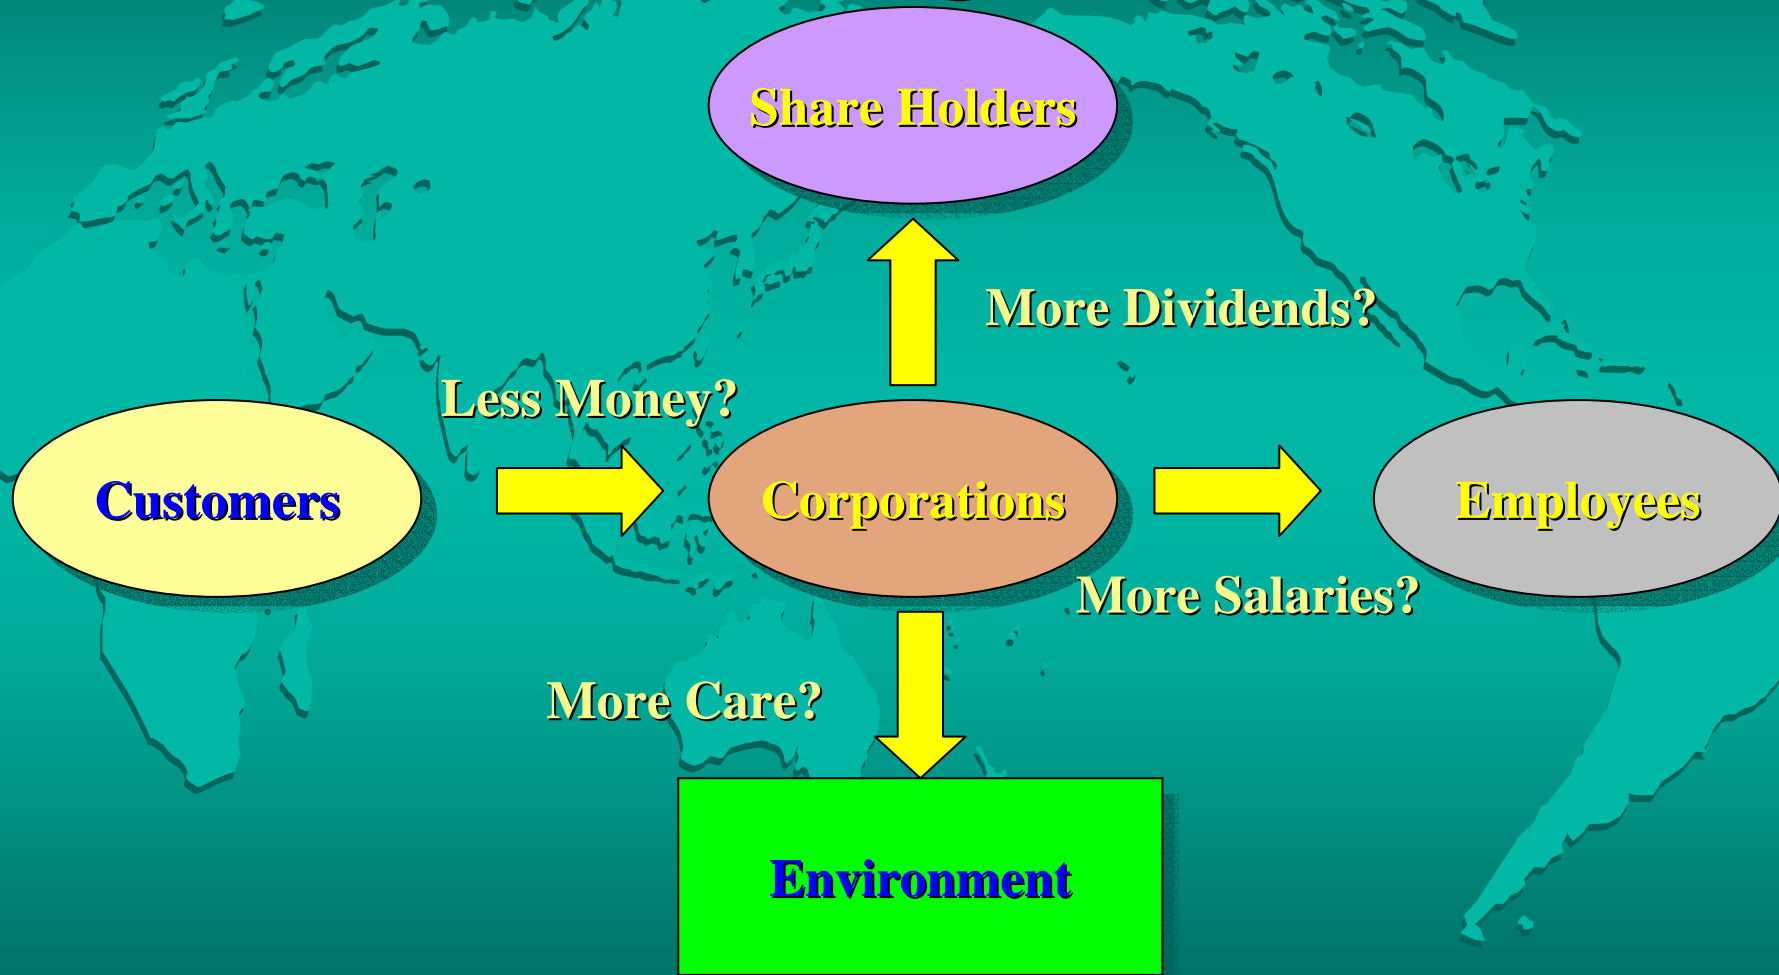 Share Holders
More Dividends?
Less Money?
Customers
Corporations
Employees
More Salaries?
More Care?
Environment